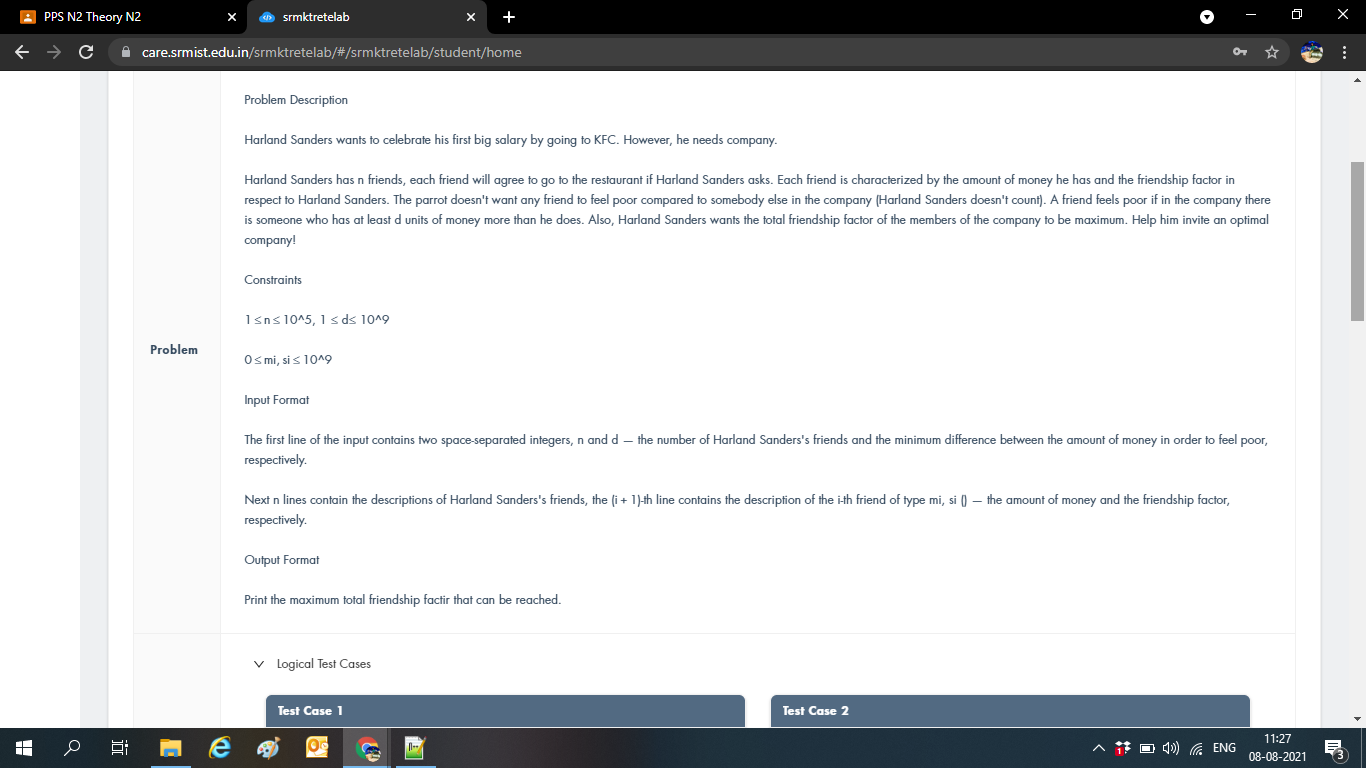 PPS N2 Theory N2
srmktretelab
care.srmist.edu.in/srmktretelab/#/srmktretelab/student/home
Problem Description
Harland Sanders wants to celebrate his first big salary by going to KFC. However, he needs company.
Harland Sanders has n friends, each friend will agree to go to the restaurant if Harland Sanders asks. Each friend is characterized by the amount of money he has and the friendship factor in
respect to Harland Sanders. The parrot doesn't want any friend to feel poor compared to somebody else in the company (Harland Sanders doesn't count). A friend feels poor if in the company there
is someone who has at least d units of money more than he does. Also, Harland Sanders wants the total friendship factor of the members of the company to be maximum. Help him invite an optimal
company!
Constraints
1 ≤ n ≤ 10^5, 1 ≤ d≤ 10^9
0 ≤ mi, si ≤ 10^9
Problem
Input Format
The first line of the input contains two space-separated integers, n and d — the number of Harland Sanders's friends and the minimum difference between the amount of money in order to feel poor,
respectively.
Next n lines contain the descriptions of Harland Sanders's friends, the (i + 1)-th line contains the description of the i-th friend of type mi, si () — the amount of money and the friendship factor,
respectively.
Output Format
Print the maximum total friendship factir that can be reached.
Logical Test Cases
Test Case 1
Test Case 2
ENG
11:27
08-08-2021
3